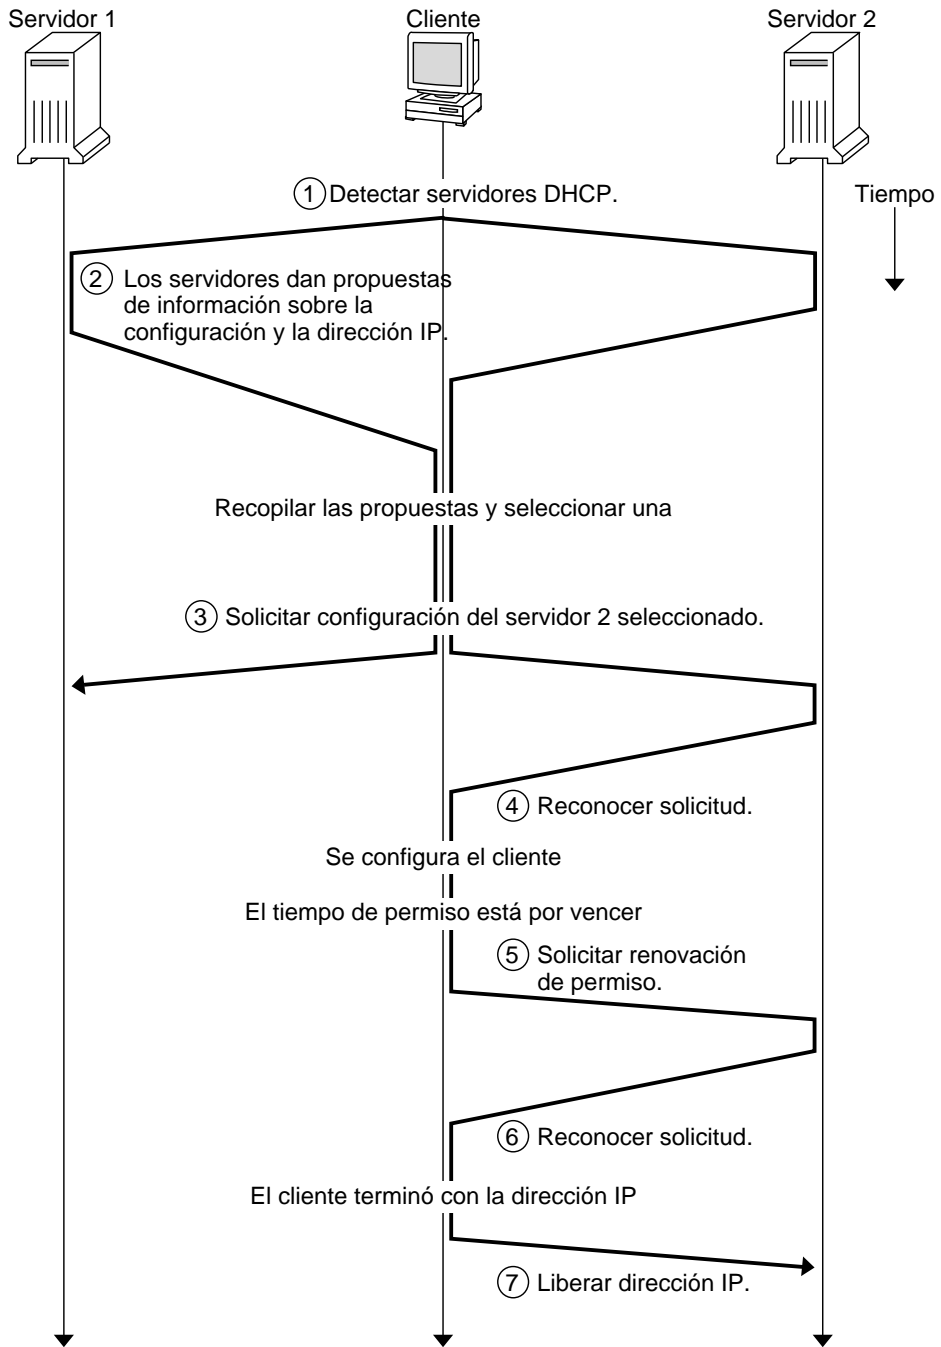 Servidor 1
Cliente
Servidor 2
1 Detectar servidores DHCP.
Tiempo
2 Los servidores dan propuestas
de información sobre la
configuración y la dirección IP.
Recopilar las propuestas y seleccionar una
3 Solicitar configuración del servidor 2 seleccionado.
4 Reconocer solicitud.
Se configura el cliente
El tiempo de permiso está por vencer
5 Solicitar renovación
de permiso.
6 Reconocer solicitud.
El cliente terminó con la dirección IP
7 Liberar dirección IP.